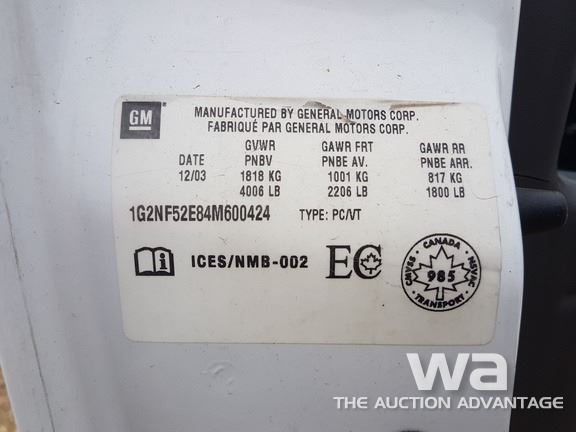 GM
MANUFACTURED BY GENERAL MOTORS CORP.
FABRIQUÉ PAR GENERAL MOTORS CORP.
GVWR GAWR FRT GAWR RR
DATE PNBV PNBE AV. PNBE ARR.
12/03 1818 KG 1001 KG 817 KG
4006 LB 2206 LB 1800 LB
1G2NF52E84M600424 TYPE: PC/VT
ICES/NMB-002 EC
CANADA
CMVSS 985 NSVAC
TRANSPORT
wa
THE AUCTION ADVANTAGE